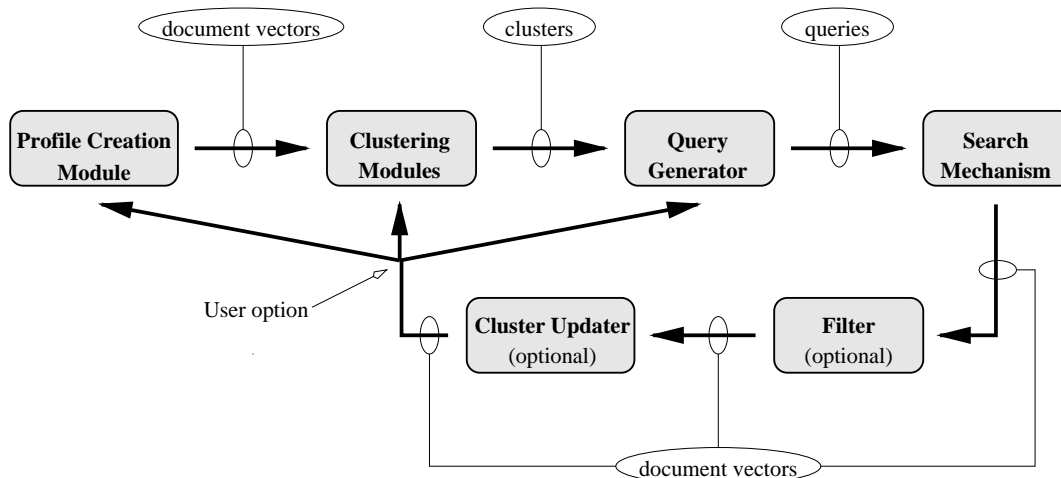 document vectors
clusters
queries
Profile Creation
Module
Clustering
Modules
Query
Generator
Search
Mechanism
User option
Cluster Updater
(optional)
Filter
(optional)
document vectors